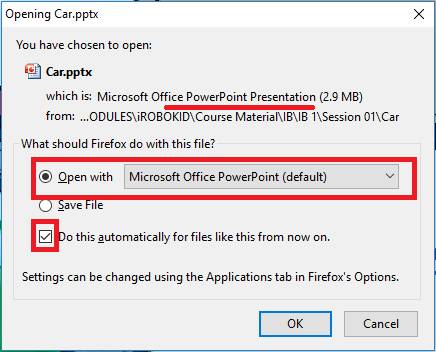 Opening Car.pptx
You have chosen to open:
Car.pptx
which is: Microsoft Office PowerPoint Presentation (2.9 MB)
from: ...ODULES\iROBOKID\Course Material\IB\IB 1\Session 01\Car
What should Firefox do with this file?
Open with Microsoft Office PowerPoint (default)
Save File
Do this automatically for files like this from now on.
Settings can be changed using the Applications tab in Firefox's Options.
OK Cancel